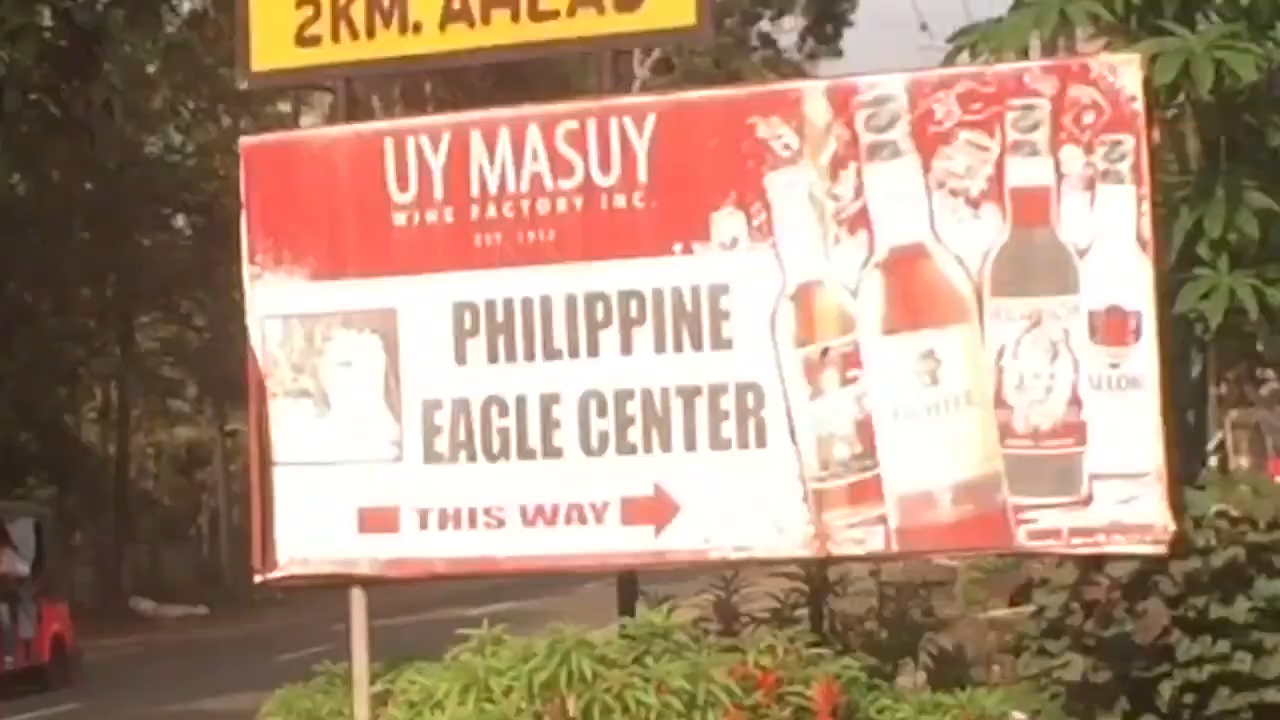 2KM. AHEAD
UY MASUY
WINE FACTORY INC.
PHILIPPINE
EAGLE CENTER
THIS WAY